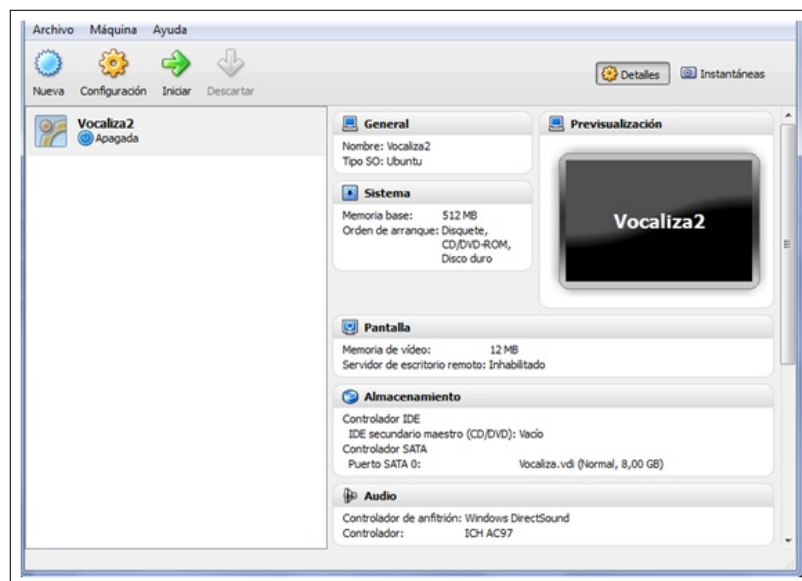 Archivo Máquina Ayuda
Nueva Configuración Iniciar Descartar
Detalles Instantáneas
Vocaliza2
Apagada
General
Nombre: Vocaliza2
Tipo SO: Ubuntu
Previsualización
Vocaliza2
Sistema
Memoria base: 512 MB
Orden de arranque: Disquete,
CD/DVD-ROM,
Disco duro
Pantalla
Memoria de vídeo: 12 MB
Servidor de escritorio remoto: Inhabilitado
Almacenamiento
Controlador IDE
IDE secundario maestro (CD/DVD): Vacío
Controlador SATA
Puerto SATA 0: Vocaliza.vdi (Normal, 8,00 GB)
Audio
Controlador de anfitrión: Windows DirectSound
Controlador: ICH AC97